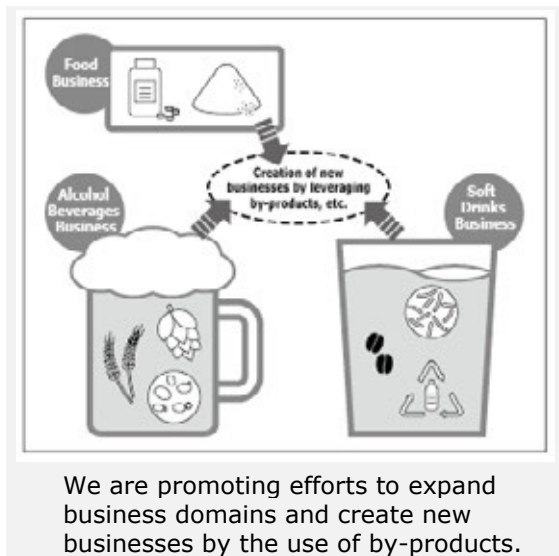 Food
Business
Creation of new
businesses by leveraging
by-products, etc.
Alcohol
Beverages
Business
Soft
Drinks
Business
We are promoting efforts to expand
business domains and create new
businesses by the use of by-products.